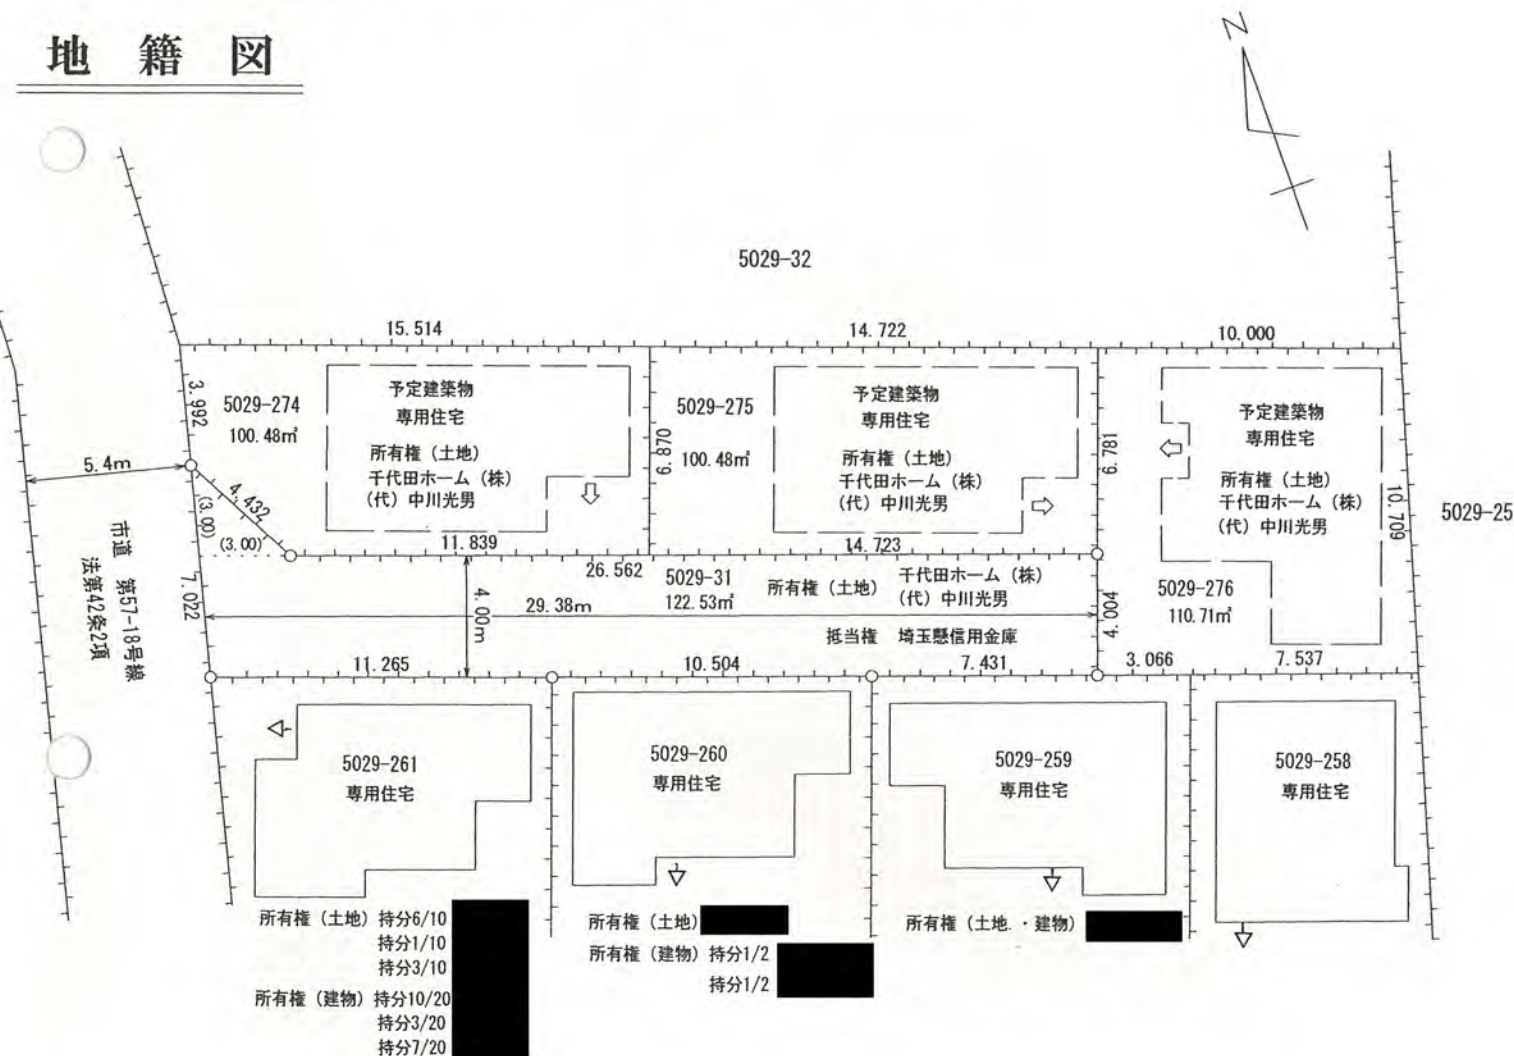 地籍図
N
5029-32
15.514
14.722
10.000
3.992
5029-274
100.48㎡
予定建築物
専用住宅
所有権（土地）
千代田ホーム（株）
（代）中川光男
6.870
5029-275
100.48㎡
予定建築物
専用住宅
所有権（土地）
千代田ホーム（株）
（代）中川光男
6.781
予定建築物
専用住宅
所有権（土地）
千代田ホーム（株）
（代）中川光男
10.709
5029-25
5029-276
110.71㎡
5.4m
4.432
(3.00)
(3.00)
11.839
14.723
市道 第57-18号線
法第42条2項
7.022
26.562
5029-31
122.53㎡
所有権（土地）
千代田ホーム（株）
（代）中川光男
29.38m
4.00m
4.004
抵当権 埼玉懸信用金庫
11.265
10.504
7.431
3.066
7.537
5029-261
専用住宅
5029-260
専用住宅
5029-259
専用住宅
5029-258
専用住宅
所有権（土地）持分6/10
持分1/10
持分3/10
所有権（建物）持分10/20
持分3/20
持分7/20
所有権（土地）
所有権（建物）持分1/2
持分1/2
所有権（土地．・建物）